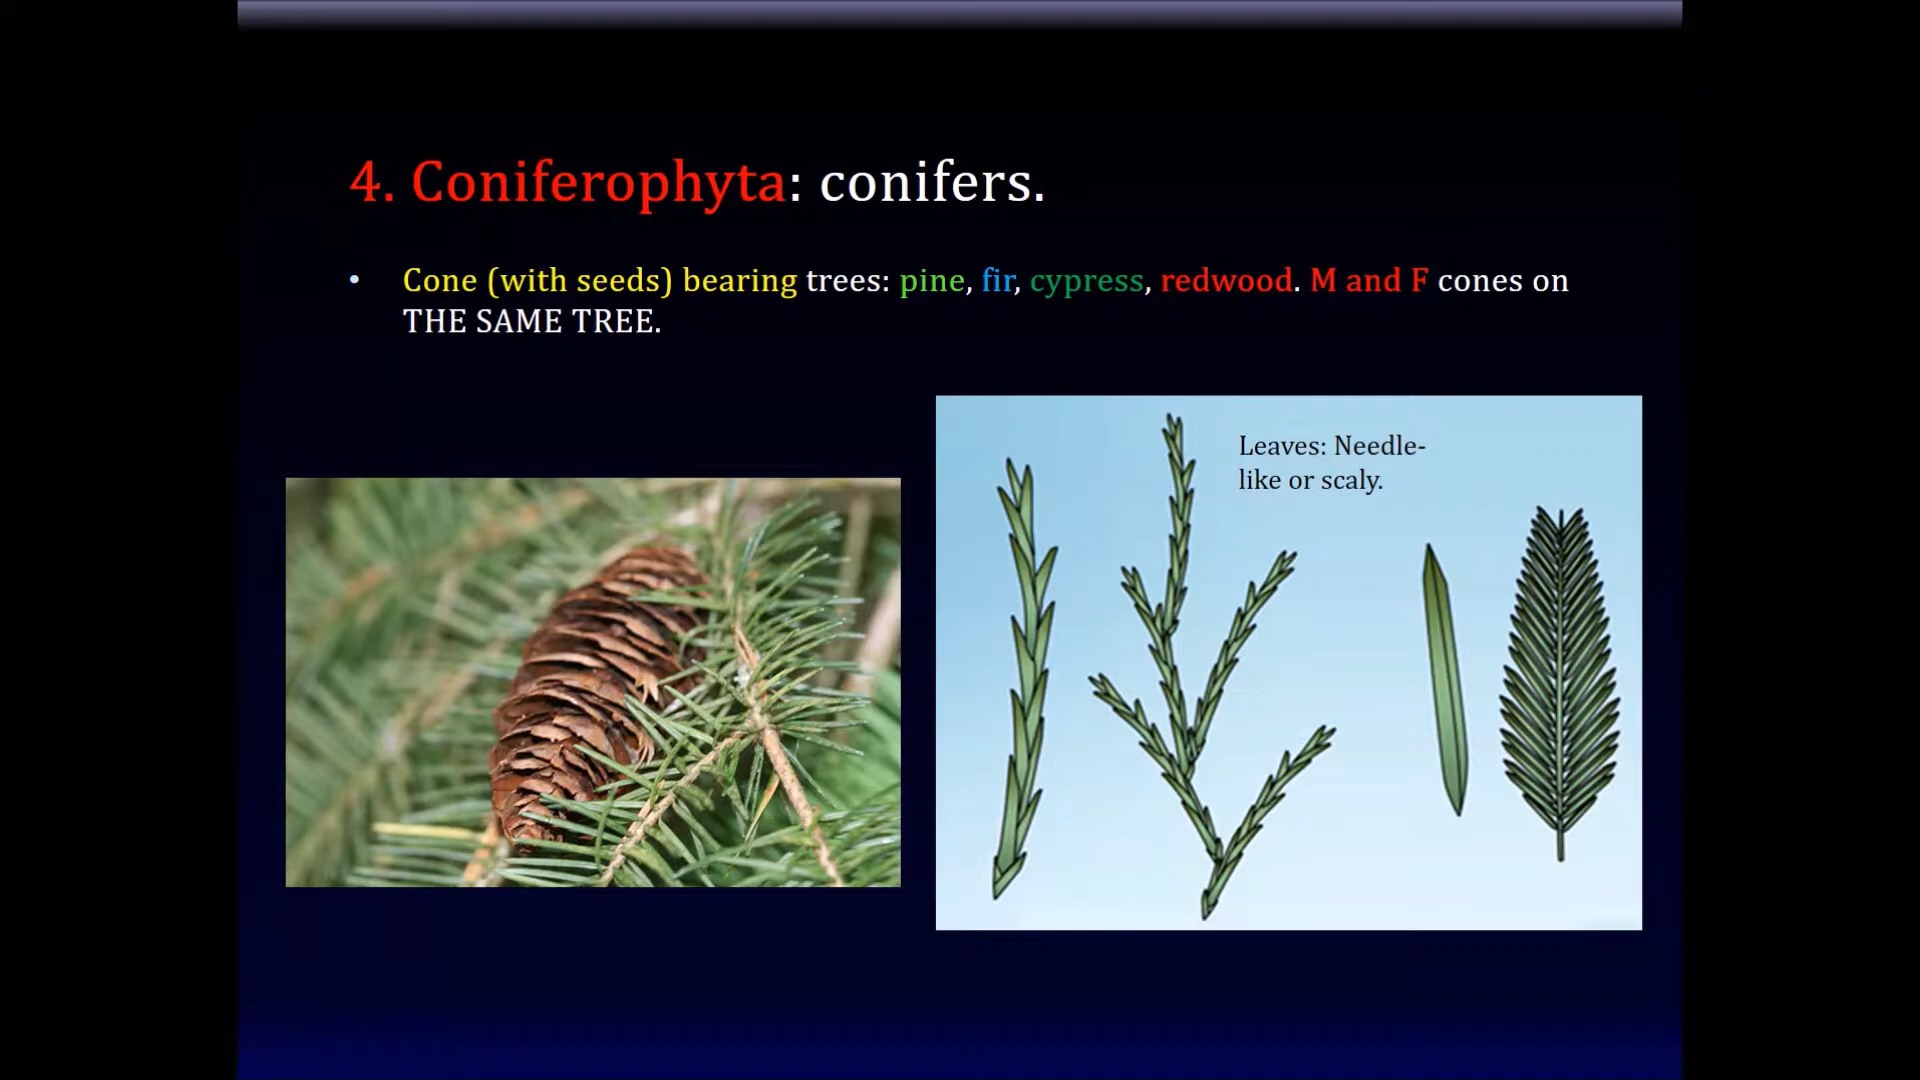 4. Coniferophyta: conifers.
• Cone (with seeds) bearing trees: pine, fir, cypress, redwood. M and F cones on
THE SAME TREE.
Leaves: Needle-
like or scaly.